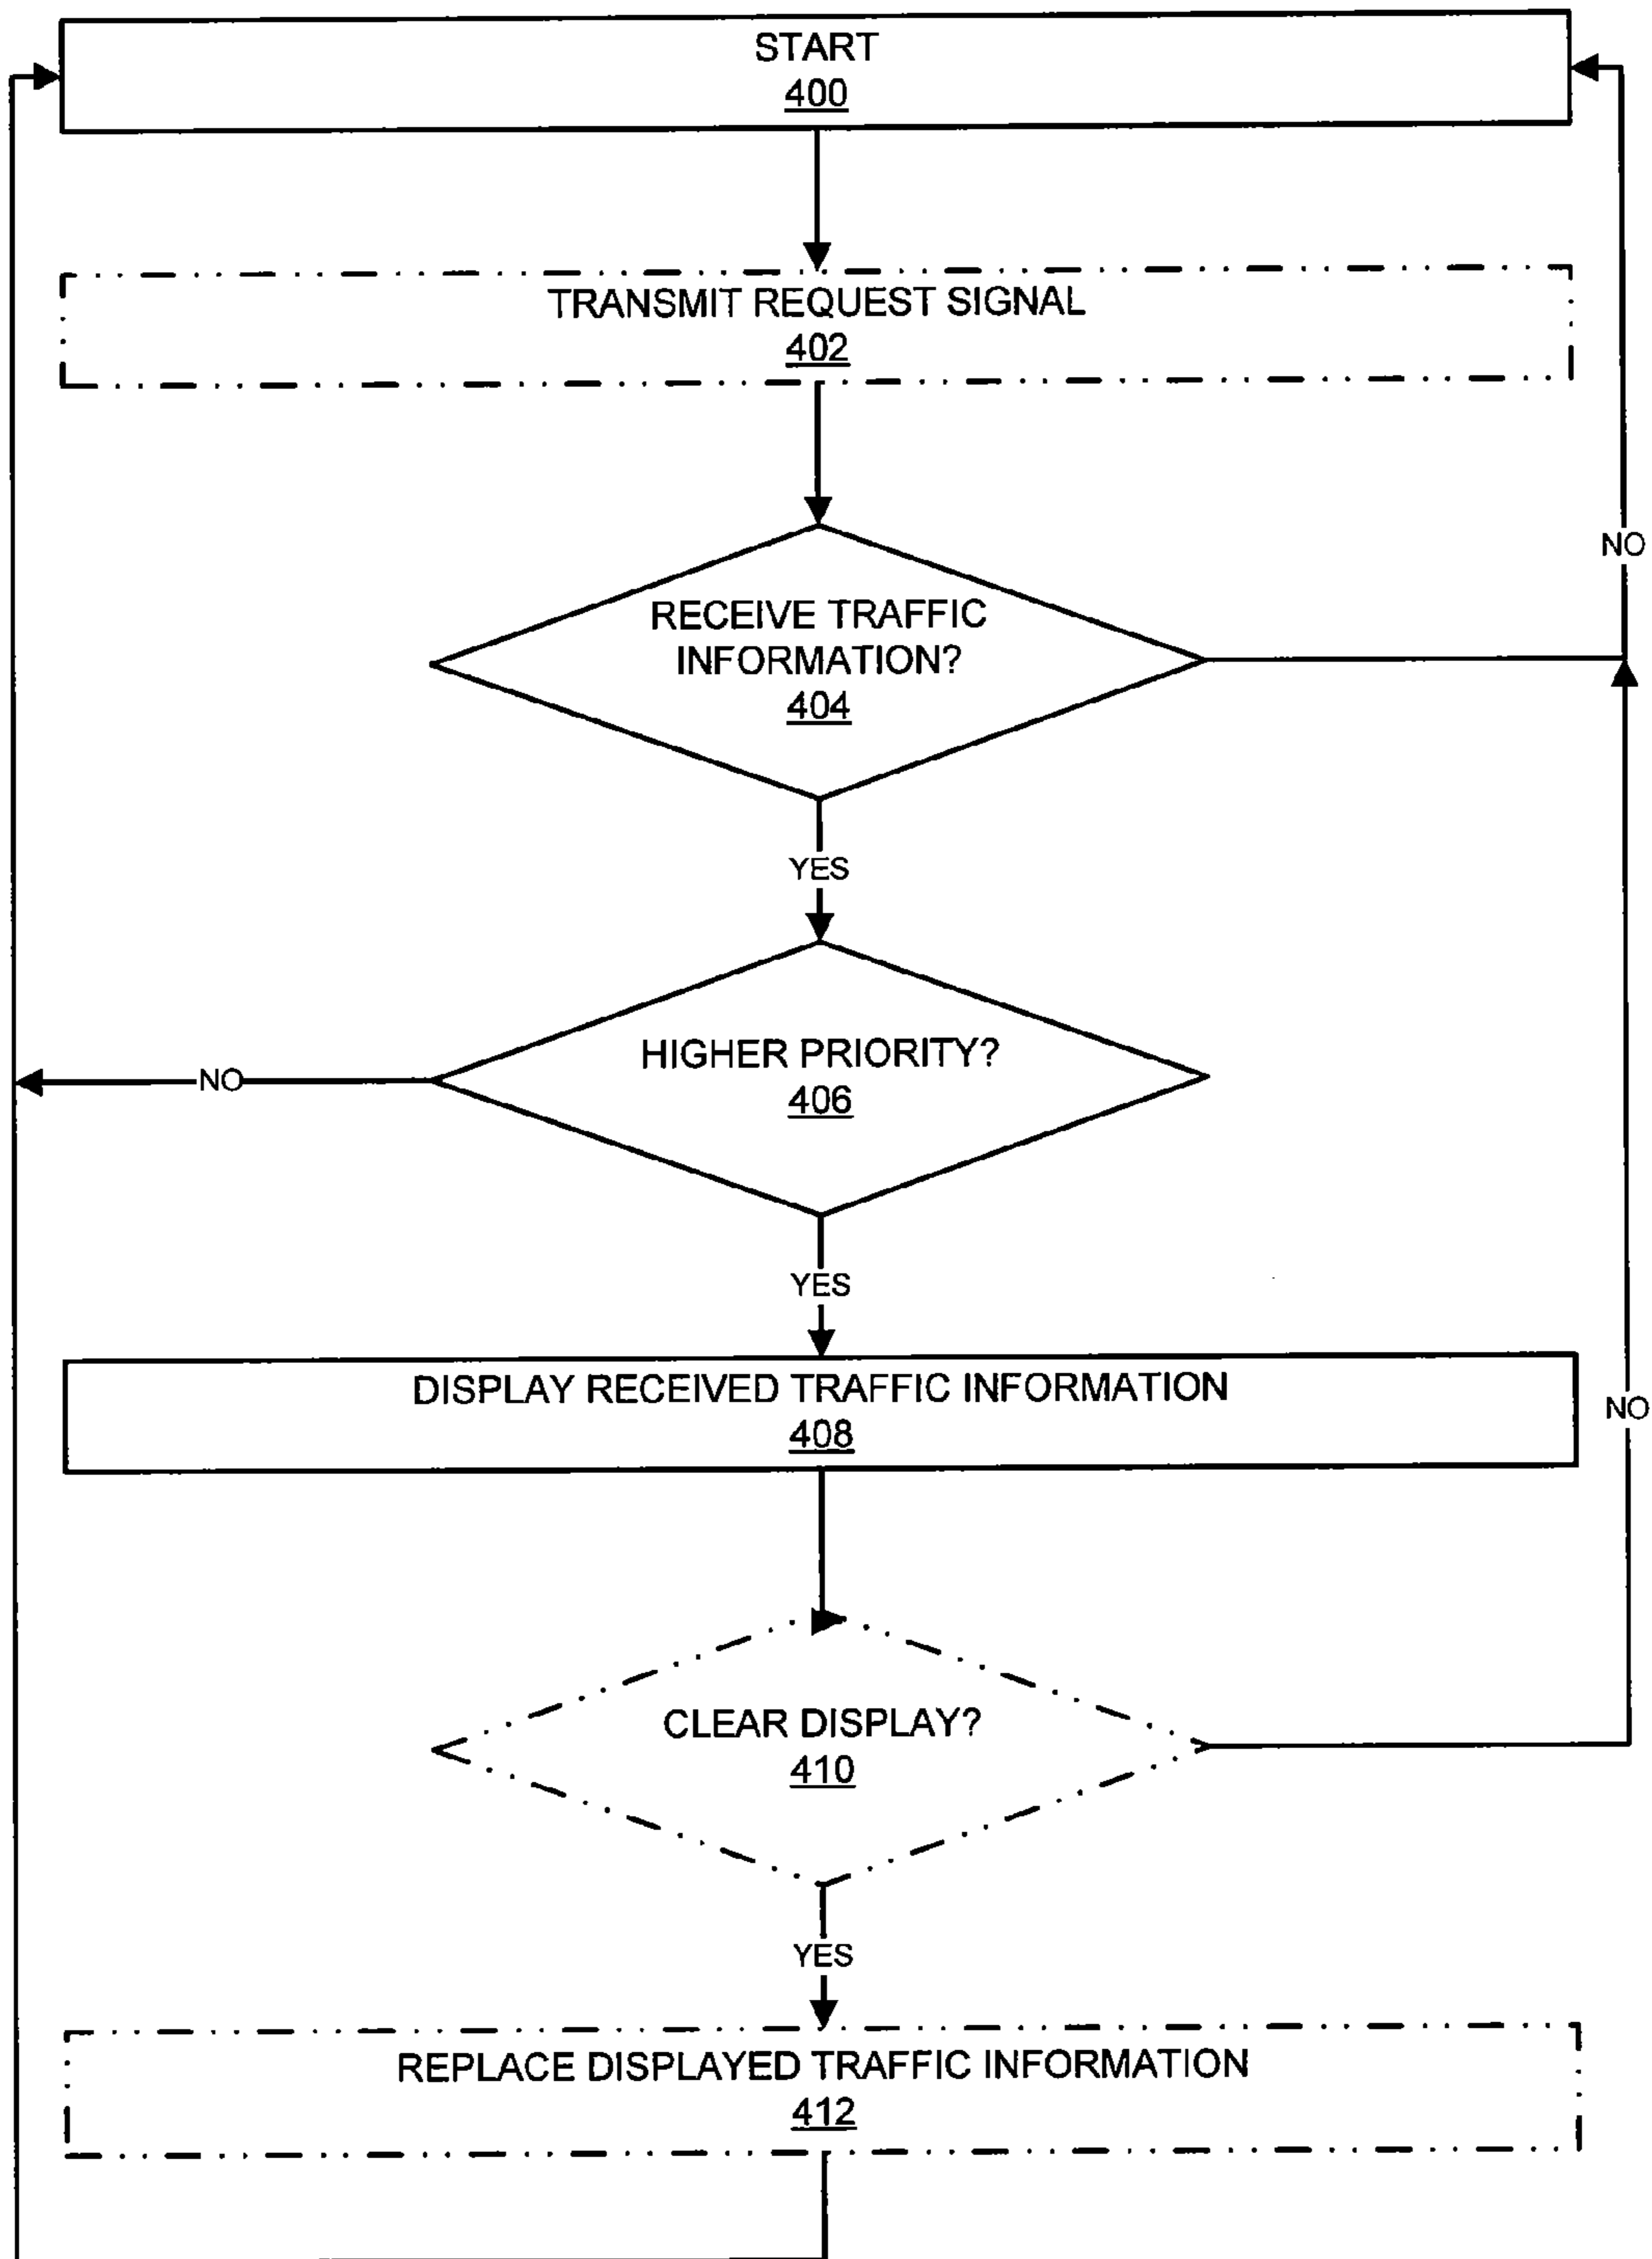 START
400
TRANSMIT REQUEST SIGNAL
402
NO
RECEIVE TRAFFIC
INFORMATION?
404
YES
HIGHER PRIORITY?
406
NO
YES
DISPLAY RECEIVED TRAFFIC INFORMATION
408
NO
CLEAR DISPLAY?
410
YES
REPLACE DISPLAYED TRAFFIC INFORMATION
412